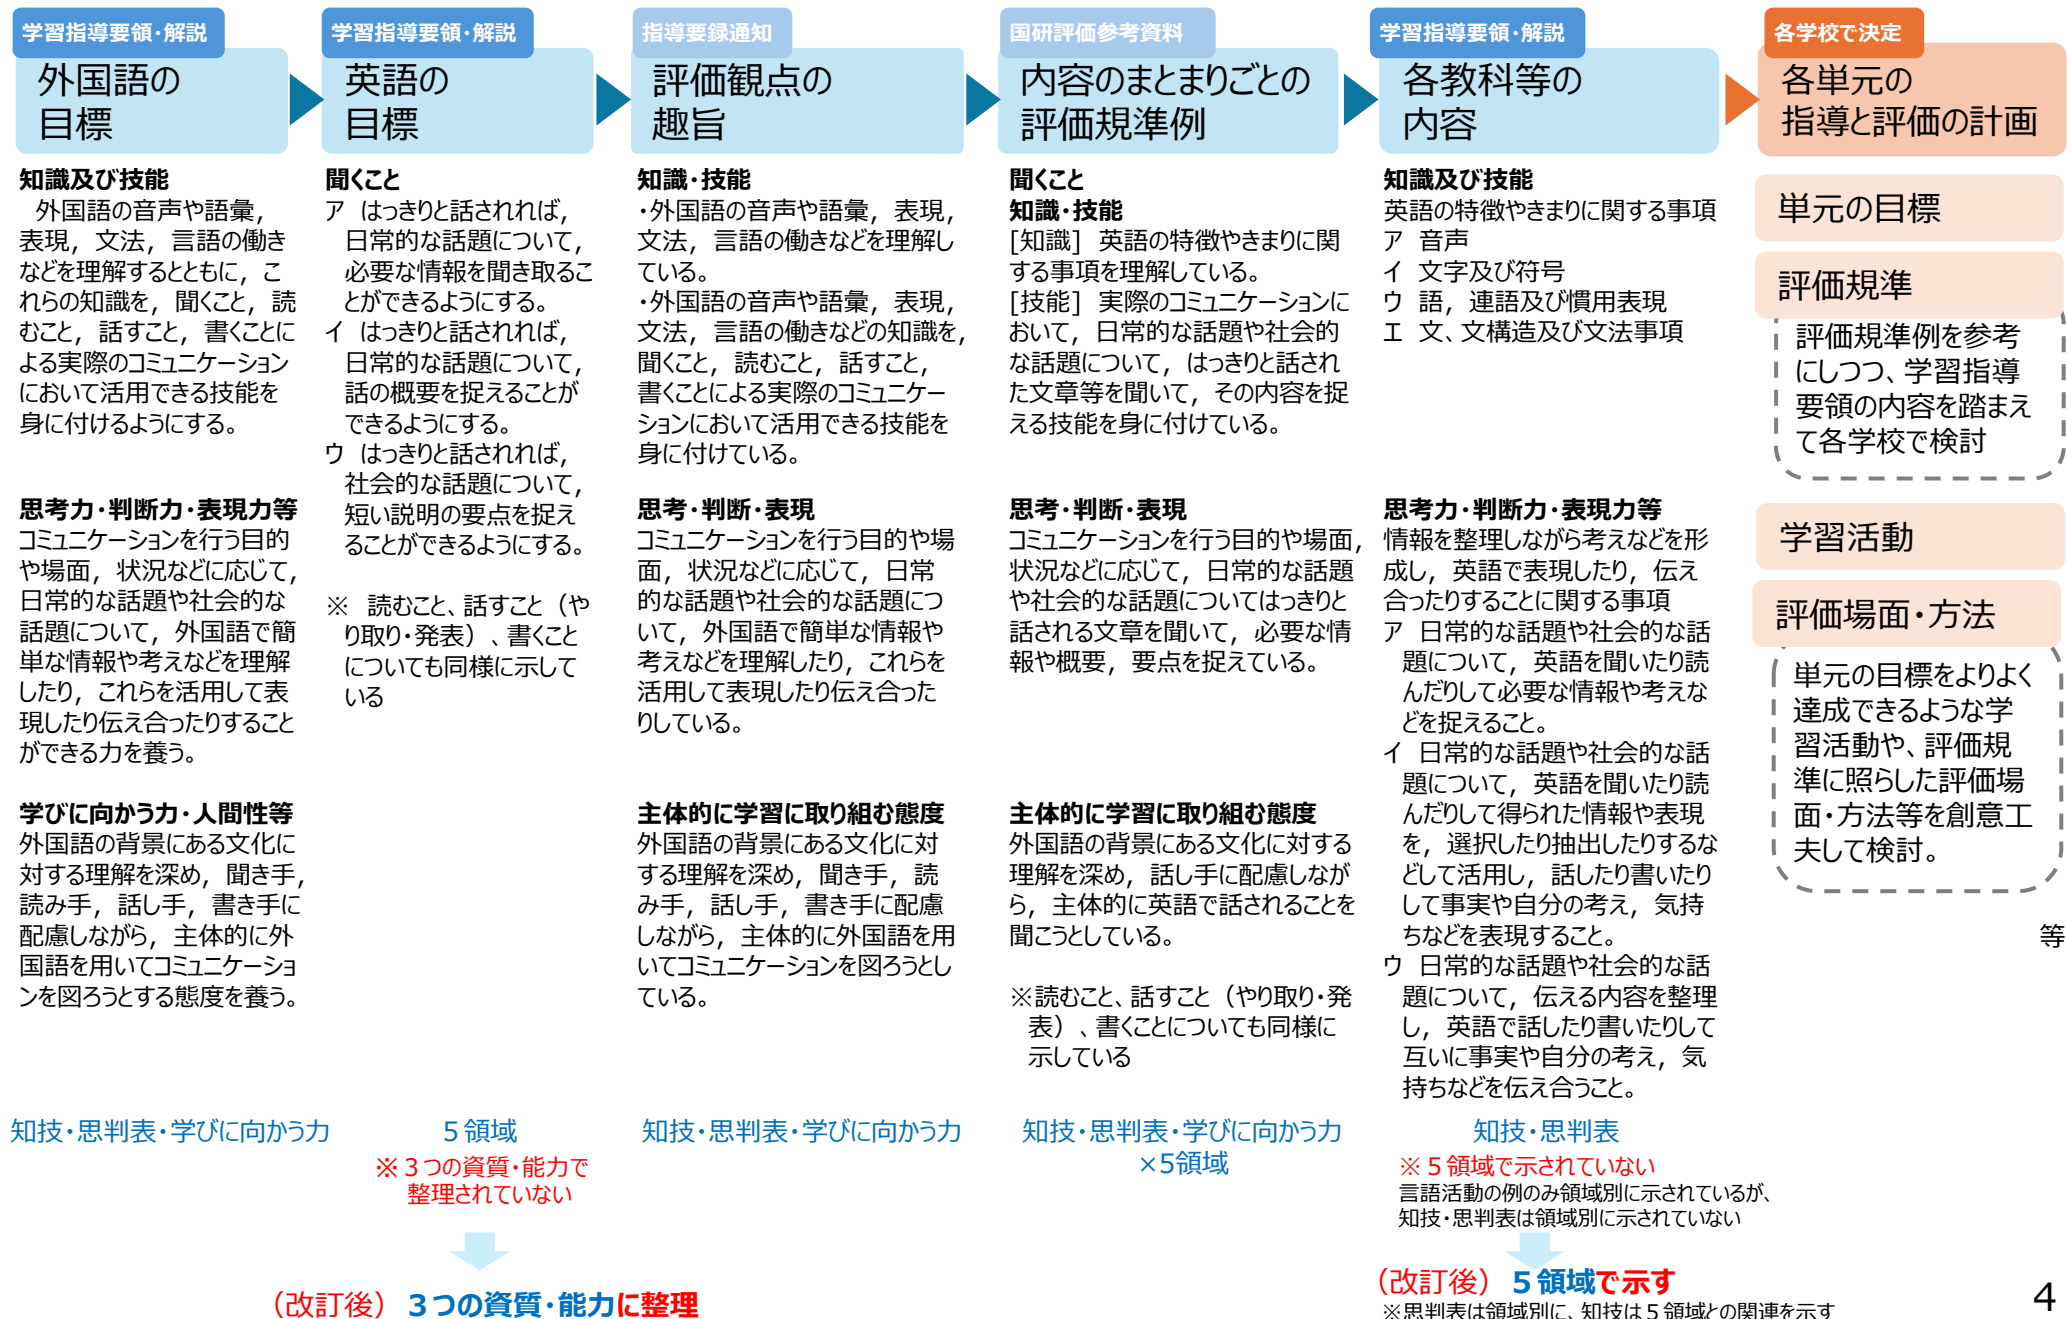 学習指導要領・解説
外国語の
目標
知識及び技能
外国語の音声や語彙，
表現，文法，言語の働き
などを理解するとともに，こ
れらの知識を，聞くこと，読
むこと，話すこと，書くことに
よる実際のコミュニケーション
において活用できる技能を
身に付けるようにする。
思考力・判断力・表現力等
コミュニケーションを行う目的
や場面，状況などに応じて，
日常的な話題や社会的な
話題について，外国語で簡
単な情報や考えなどを理解
したり，これらを活用して表
現したり伝え合ったりすること
ができる力を養う。
学びに向かう力・人間性等
外国語の背景にある文化に
対する理解を深め，聞き手，
読み手，話し手，書き手に
配慮しながら，主体的に外
国語を用いてコミュニケーショ
ンを図ろうとする態度を養う。
知技・思判表・学びに向かう力
学習指導要領・解説
英語の
目標
聞くこと
ア はっきりと話されれば，
日常的な話題について，
必要な情報を聞き取るこ
とができるようにする。
イ はっきりと話されれば，
日常的な話題について，
話の概要を捉えることが
できるようにする。
ウ はっきりと話されれば，
社会的な話題について，
短い説明の要点を捉え
ることができるようにする。
※ 読むこと、話すこと（や
り取り・発表）、書くこと
についても同様に示して
いる
５領域
※３つの資質・能力で
整理されていない
（改訂後）３つの資質・能力に整理
指導要録通知
評価観点の
趣旨
知識・技能
・外国語の音声や語彙，表現，
文法，言語の働きなどを理解し
ている。
・外国語の音声や語彙，表現，
文法，言語の働きなどの知識を，
聞くこと，読むこと，話すこと，
書くことによる実際のコミュニケー
ションにおいて活用できる技能を
身に付けている。
思考・判断・表現
コミュニケーションを行う目的や場
面，状況などに応じて，日常
的な話題や社会的な話題につ
いて，外国語で簡単な情報や
考えなどを理解したり，これらを
活用して表現したり伝え合った
りしている。
主体的に学習に取り組む態度
外国語の背景にある文化に対
する理解を深め，聞き手，読
み手，話し手，書き手に配慮
しながら，主体的に外国語を用
いてコミュニケーションを図ろうとし
ている。
知技・思判表・学びに向かう力
国研評価参考資料
内容のまとまりごとの
評価規準例
聞くこと
知識・技能
[知識] 英語の特徴やきまりに関
する事項を理解している。
[技能] 実際のコミュニケーションに
おいて，日常的な話題や社会的
な話題について，はっきりと話され
た文章等を聞いて，その内容を捉
える技能を身に付けている。
思考・判断・表現
コミュニケーションを行う目的や場面，
状況などに応じて，日常的な話題
や社会的な話題についてはっきりと
話される文章を聞いて，必要な情
報や概要，要点を捉えている。
主体的に学習に取り組む態度
外国語の背景にある文化に対する
理解を深め，話し手に配慮しなが
ら，主体的に英語で話されることを
聞こうとしている。
※読むこと、話すこと（やり取り・発
表）、書くことについても同様に
示している
知技・思判表・学びに向かう力
×5領域
学習指導要領・解説
各教科等の
内容
知識及び技能
英語の特徴やきまりに関する事項
ア 音声
イ 文字及び符号
ウ 語，連語及び慣用表現
エ 文、文構造及び文法事項
思考力・判断力・表現力等
情報を整理しながら考えなどを形
成し，英語で表現したり，伝え
合ったりすることに関する事項
ア 日常的な話題や社会的な話
題について，英語を聞いたり読
んだりして必要な情報や考えな
どを捉えること。
イ 日常的な話題や社会的な話
題について，英語を聞いたり読
んだりして得られた情報や表現
を，選択したり抽出したりするな
どして活用し，話したり書いたり
して事実や自分の考え，気持
ちなどを表現すること。
ウ 日常的な話題や社会的な話
題について，伝える内容を整理
し，英語で話したり書いたりして
互いに事実や自分の考え，気
持ちなどを伝え合うこと。
知技・思判表
※５領域で示されていない
言語活動の例のみ領域別に示されているが、
知技・思判表は領域別に示されていない
（改訂後）５領域で示す
※思判表は領域別に、知技は５領域との関連を示す
各学校で決定
各単元の
指導と評価の計画
単元の目標
評価規準
評価規準例を参考
にしつつ、学習指導
要領の内容を踏まえ
て各学校で検討
学習活動
評価場面・方法
単元の目標をよりよく
達成できるような学
習活動や、評価規
準に照らした評価場
面・方法等を創意工
夫して検討。
等
4